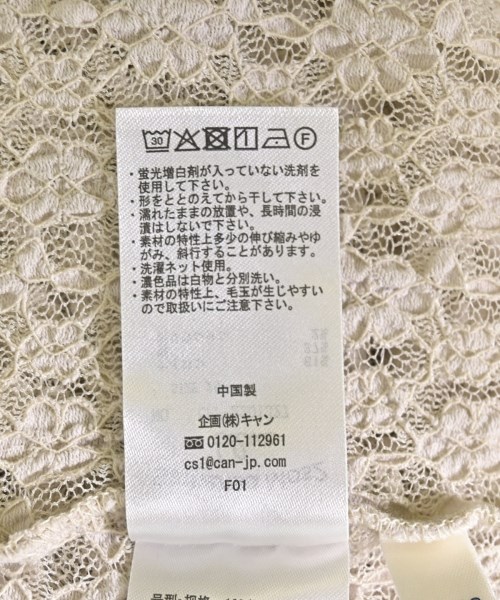 30 F
・蛍光増白剤が入っていない洗剤を
使用して下さい。
・形をととのえてから干して下さい。
・濡れたままの放置や、長時間の浸
漬はしないで下さい。
・素材の特性上多少の伸び縮みやゆ
がみ、斜行することがあります。
・洗濯ネット使用。
・濃色品は白物と分別洗い。
・素材の特性上、毛玉が生じやすい
ので取扱いにご注意下さい。
中国製
企画(株)キャン
0120-112961
cs1@can-jp.com
F01